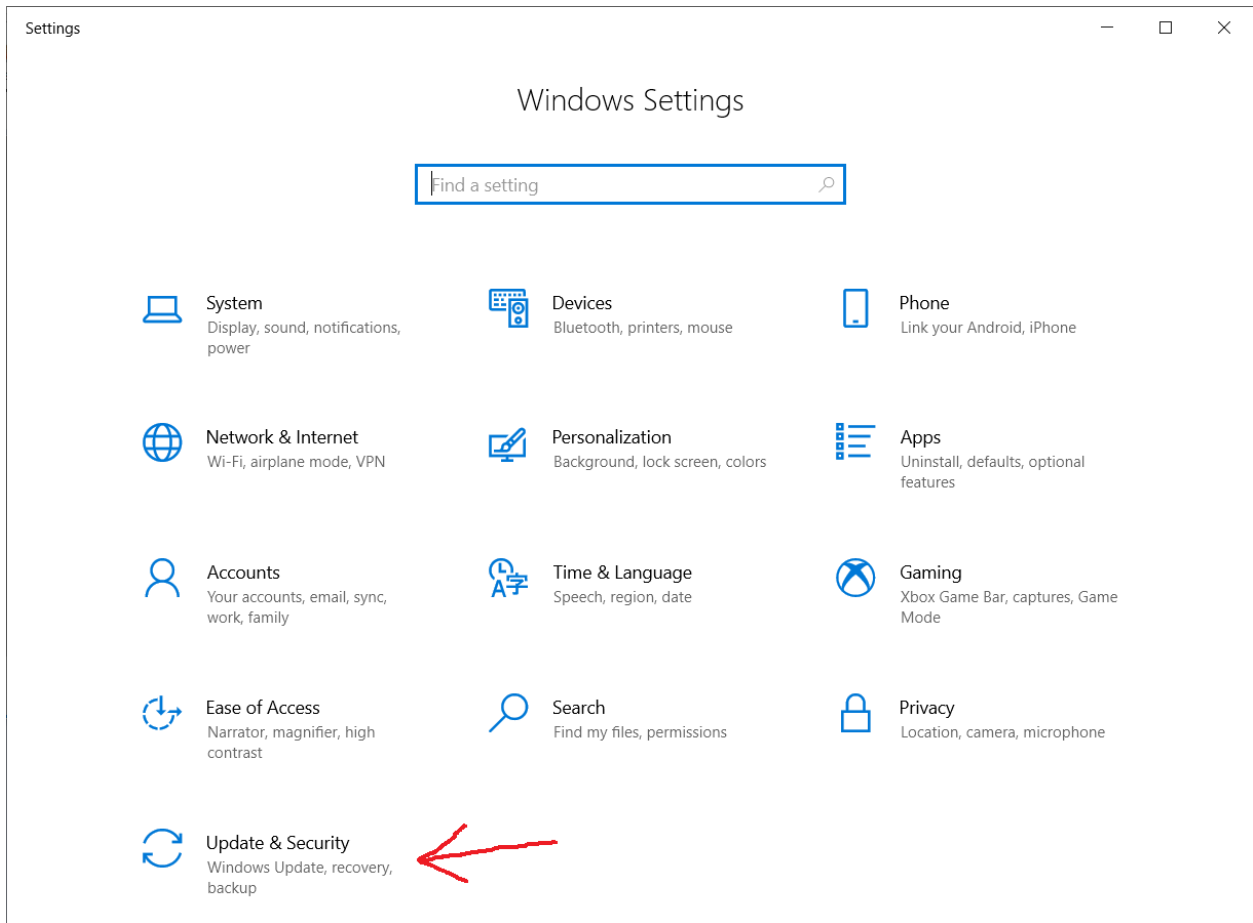 Settings
Windows Settings
Find a setting
System
Display, sound, notifications,
power
Devices
Bluetooth, printers, mouse
Phone
Link your Android, iPhone
Network & Internet
Wi-Fi, airplane mode, VPN
Personalization
Background, lock screen, colors
Apps
Uninstall, defaults, optional
features
Accounts
Your accounts, email, sync,
work, family
Time & Language
Speech, region, date
Gaming
Xbox Game Bar, captures, Game
Mode
Ease of Access
Narrator, magnifier, high
contrast
Search
Find my files, permissions
Privacy
Location, camera, microphone
Update & Security
Windows Update, recovery,
backup